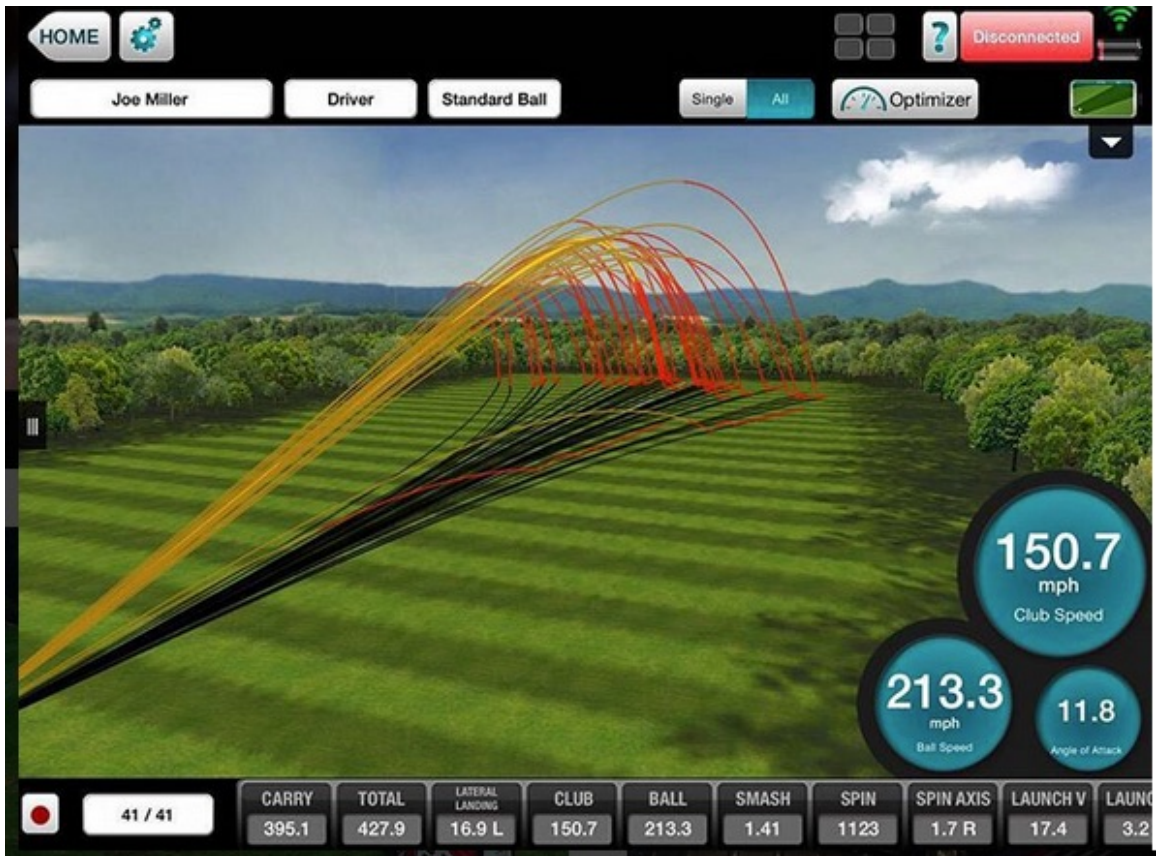 HOME
?
Disconnected
Joe Miller
Driver
Standard Ball
Single
All
Optimizer
150.7
mph
Club Speed
213.3
mph
Ball Speed
11.8
Angle of Attack
41 / 41
CARRY
395.1
TOTAL
427.9
LATERAL
LANDING
16.9 L
CLUB
150.7
BALL
213.3
SMASH
1.41
SPIN
1123
SPIN AXIS
1.7 R
LAUNCH V
17.4
LAUNC
3.2